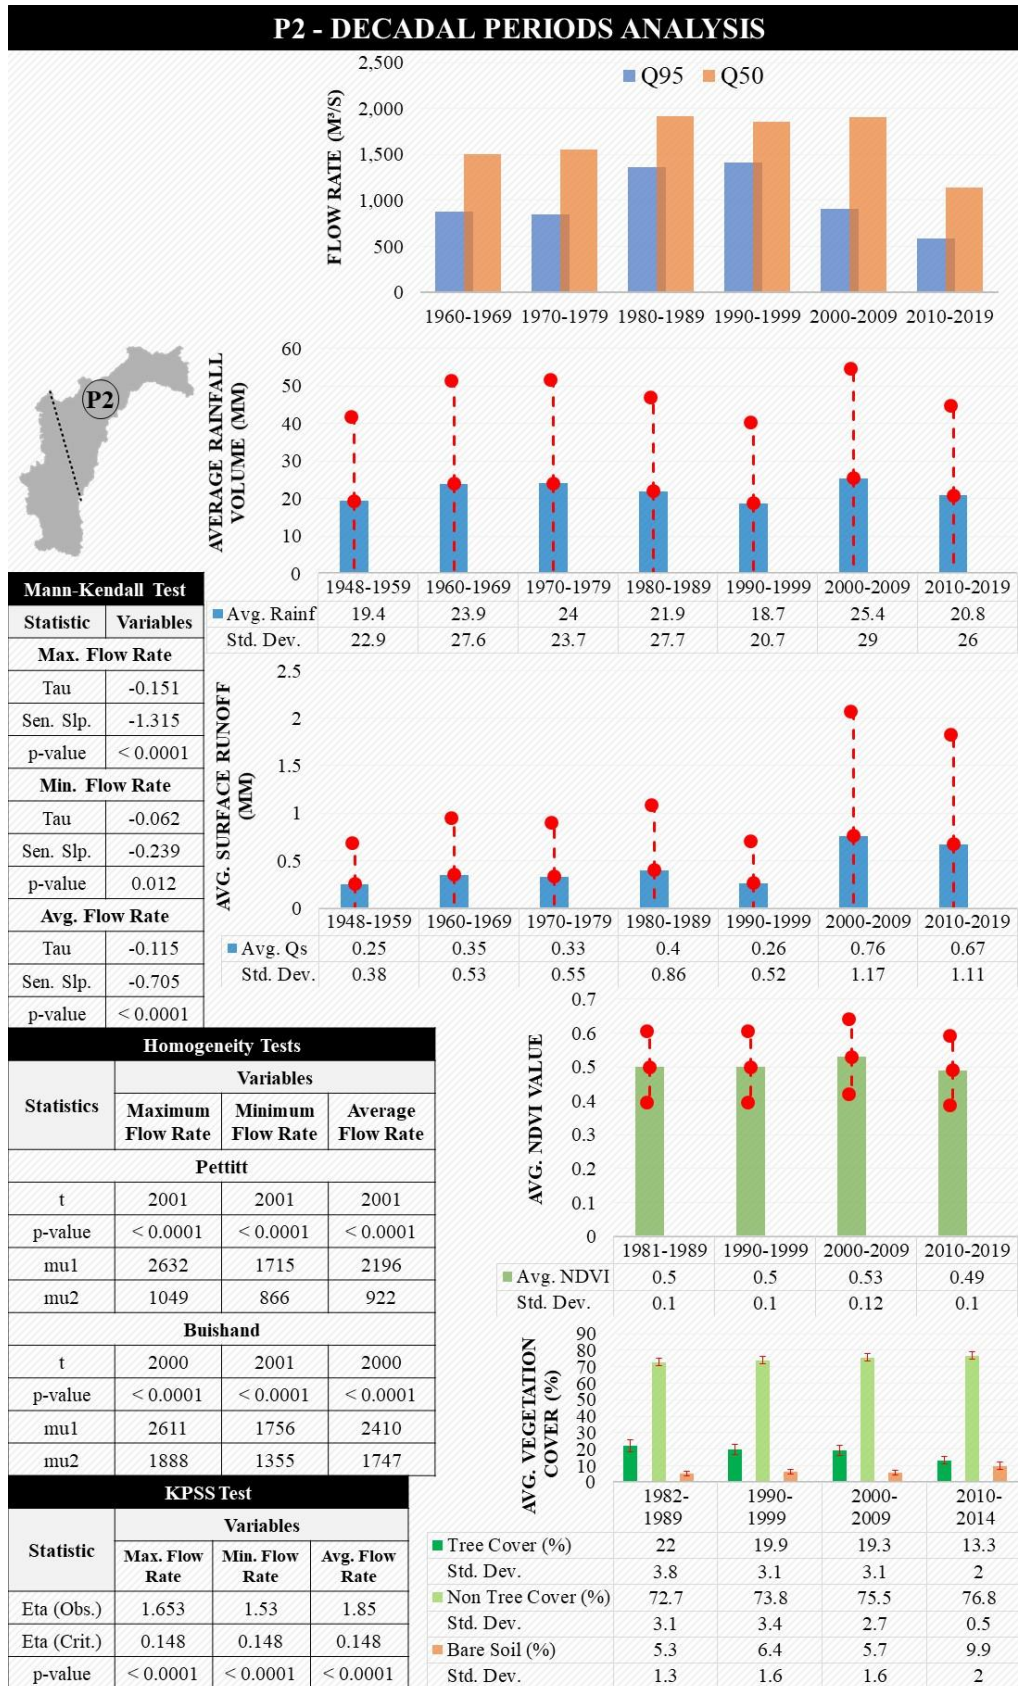 P2 - DECADAL PERIODS ANALYSIS
FLOW RATE (M³/S)
2,500
2,000
1,500
1,000
500
0
Q95 Q50
1960-1969 1970-1979 1980-1989 1990-1999 2000-2009 2010-2019
P2
AVERAGE RAINFALL
VOLUME (MM)
60
50
40
30
20
10
0
1948-1959 1960-1969 1970-1979 1980-1989 1990-1999 2000-2009 2010-2019
Avg. Rainf 19.4 23.9 24 21.9 18.7 25.4 20.8
Std. Dev. 22.9 27.6 23.7 27.7 20.7 29 26
Mann-Kendall Test
Statistic Variables
Max. Flow Rate
Tau -0.151
Sen. Slp. -1.315
p-value < 0.0001
Min. Flow Rate
Tau -0.062
Sen. Slp. -0.239
p-value 0.012
Avg. Flow Rate
Tau -0.115
Sen. Slp. -0.705
p-value < 0.0001
AVG. SURFACE RUNOFF
(MM)
2.5
2
1.5
1
0.5
0
1948-1959 1960-1969 1970-1979 1980-1989 1990-1999 2000-2009 2010-2019
Avg. Qs 0.25 0.35 0.33 0.4 0.26 0.76 0.67
Std. Dev. 0.38 0.53 0.55 0.86 0.52 1.17 1.11
Homogeneity Tests
Statistics Variables
Maximum Flow Rate Minimum Flow Rate Average Flow Rate
Pettitt
t 2001 2001 2001
p-value < 0.0001 < 0.0001 < 0.0001
mu1 2632 1715 2196
mu2 1049 866 922
Buishand
t 2000 2001 2000
p-value < 0.0001 < 0.0001 < 0.0001
mu1 2611 1756 2410
mu2 1888 1355 1747
AVG. NDVI VALUE
0.7
0.6
0.5
0.4
0.3
0.2
0.1
0
1981-1989 1990-1999 2000-2009 2010-2019
Avg. NDVI 0.5 0.5 0.53 0.49
Std. Dev. 0.1 0.1 0.12 0.1
KPSS Test
Statistic Variables
Max. Flow Rate Min. Flow Rate Avg. Flow Rate
Eta (Obs.) 1.653 1.53 1.85
Eta (Crit.) 0.148 0.148 0.148
p-value < 0.0001 < 0.0001 < 0.0001
AVG. VEGETATION
COVER (%)
90
80
70
60
50
40
30
20
10
0
1982-1989 1990-1999 2000-2009 2010-2014
Tree Cover (%) 22 19.9 19.3 13.3
Std. Dev. 3.8 3.1 3.1 2
Non Tree Cover (%) 72.7 73.8 75.5 76.8
Std. Dev. 3.1 3.4 2.7 0.5
Bare Soil (%) 5.3 6.4 5.7 9.9
Std. Dev. 1.3 1.6 1.6 2